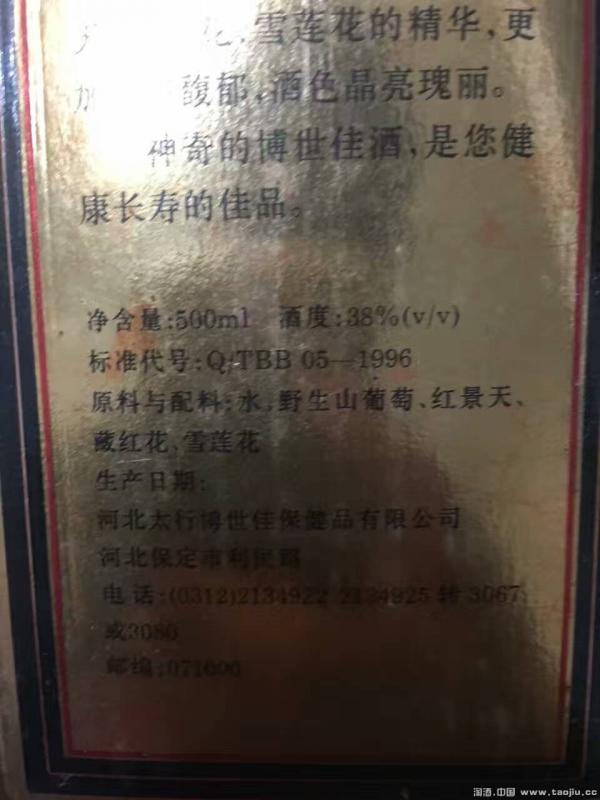 花,雪莲花的精华,更
馥郁,酒色晶亮瑰丽。
神奇的博世佳酒,是您健
康长寿的佳品。
净含量:500ml 酒度:38%(v/v)
标准代号:Q/TBB 05—1996
原料与配料:水,野生山葡萄、红景天、
藏红花、雪莲花
生产日期:
河北太行博世佳保健品有限公司
河北保定市利民路
电话:(0312)2134922 2134925 转 3067
或3080
邮编:071000
淘酒.中国 www.taojiu.cc